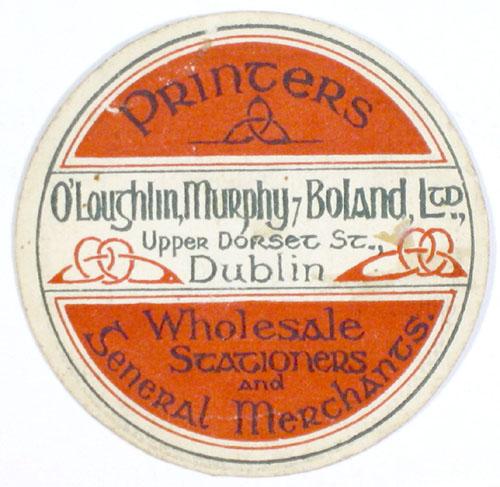 Printers
O'Loughlin, Murphy ⁊ Boland, Ltd.,
Upper Dorset St.,
Dublin
Wholesale
Stationers
and
General Merchants.